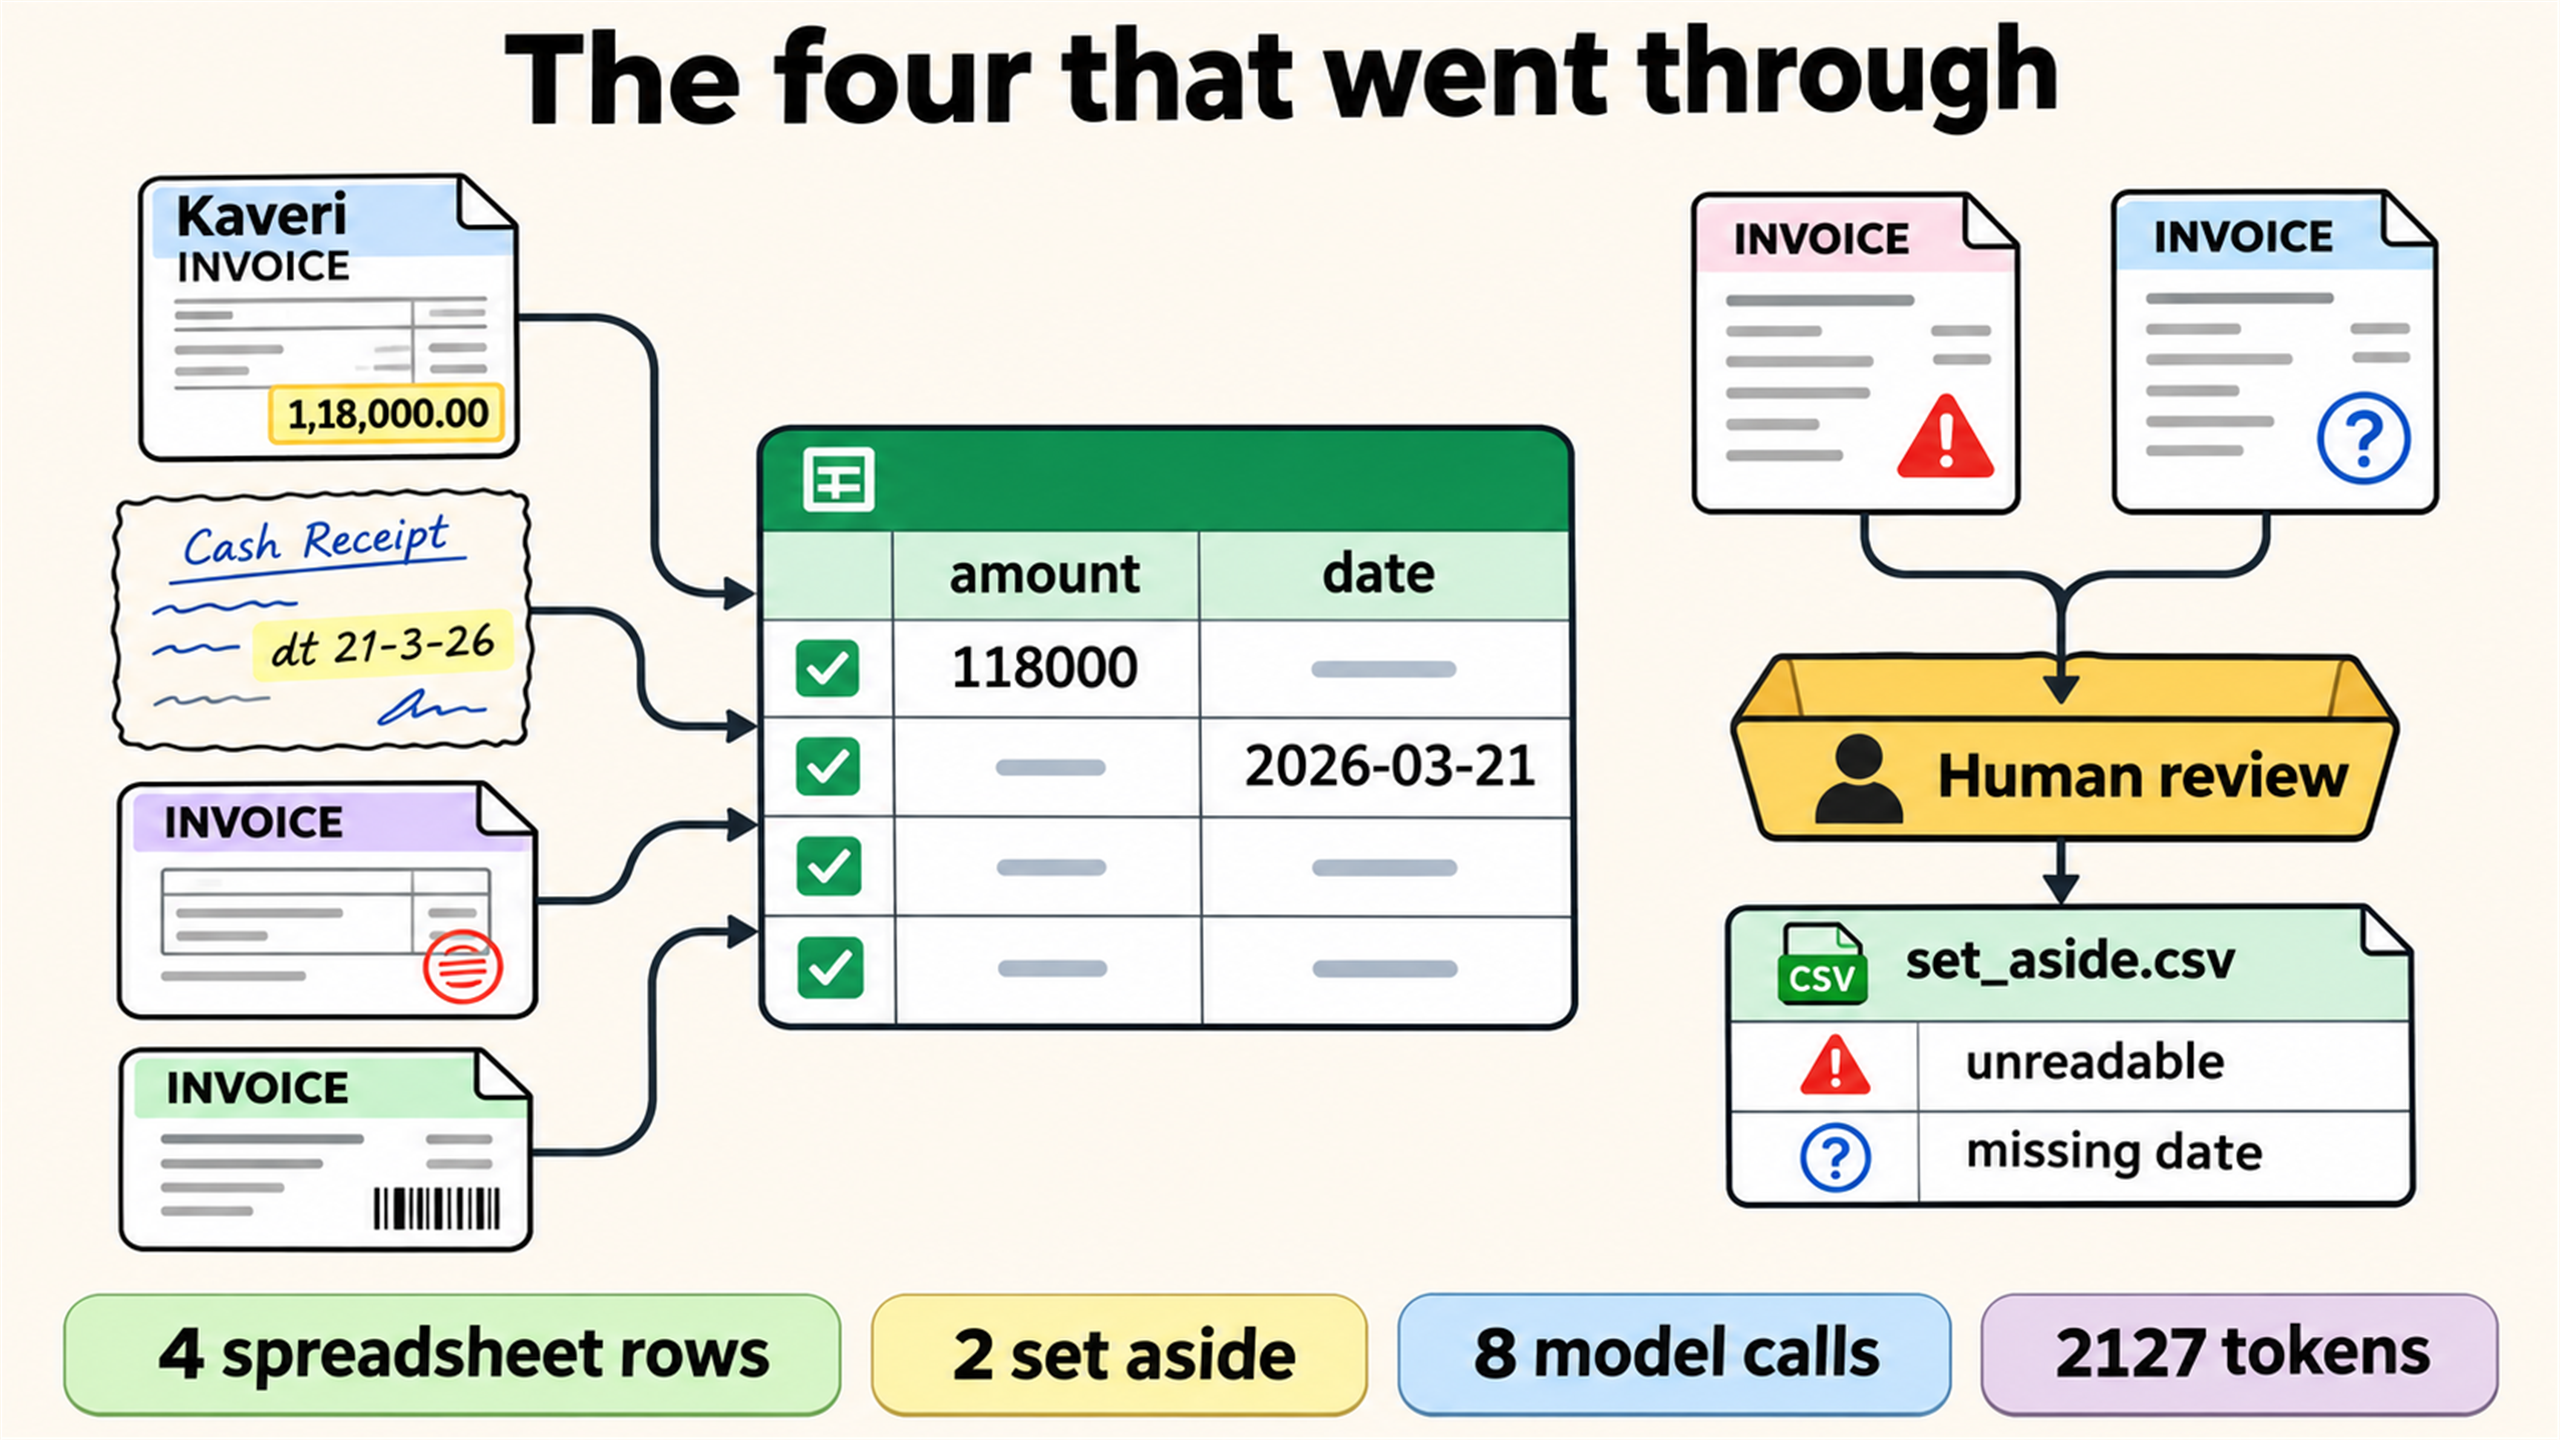 The four that went through
Kaveri
INVOICE
1,18,000.00
Cash Receipt
dt 21-3-26
INVOICE
INVOICE
amount date
118000
2026-03-21
INVOICE
INVOICE
Human review
CSV set_aside.csv
unreadable
missing date
4 spreadsheet rows
2 set aside
8 model calls
2127 tokens